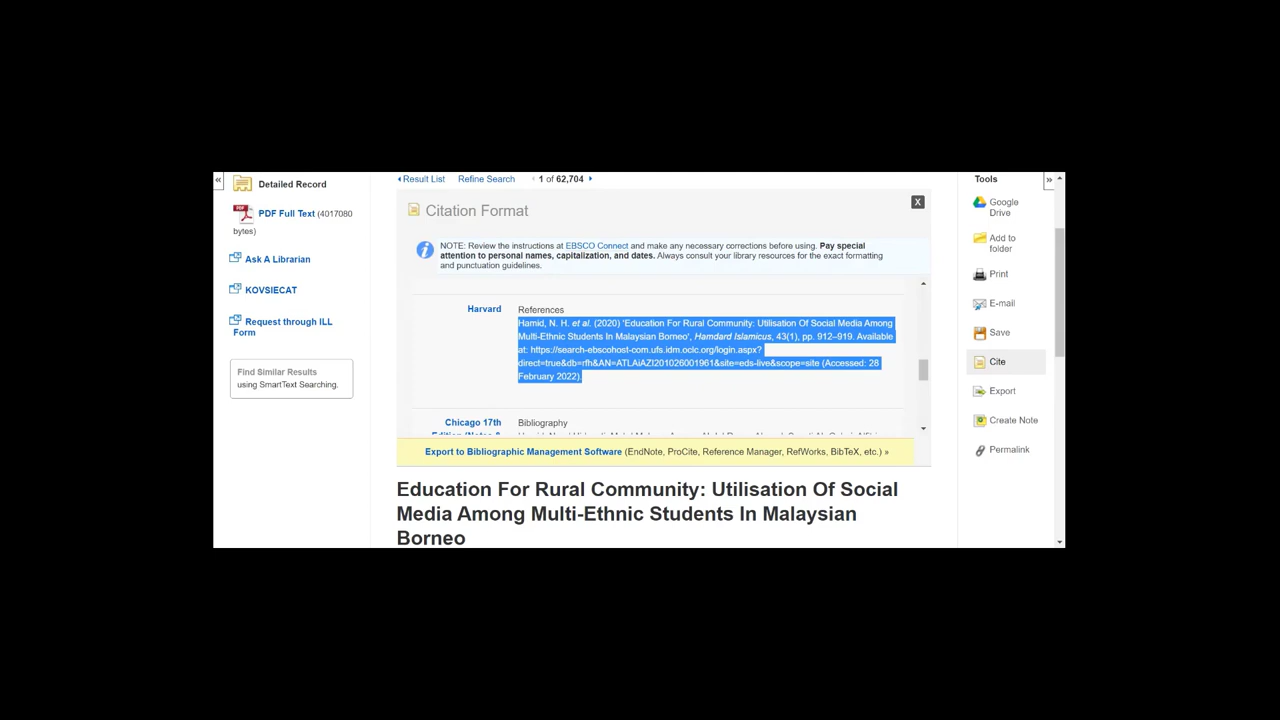 «
Detailed Record
PDF Full Text (4017080
bytes)
Ask A Librarian
KOVSIECAT
Request through ILL
Form
Find Similar Results
using SmartText Searching.
Result List Refine Search 1 of 62,704
Citation Format
X
NOTE: Review the instructions at EBSCO Connect and make any necessary corrections before using. Pay special
attention to personal names, capitalization, and dates. Always consult your library resources for the exact formatting
and punctuation guidelines.
Harvard References
Hamid, N. H. et al. (2020) 'Education For Rural Community: Utilisation Of Social Media Among
Multi-Ethnic Students In Malaysian Borneo', Hamdard Islamicus, 43(1), pp. 912–919. Available
at: https://search-ebscohost-com.ufs.idm.oclc.org/login.aspx?
direct=true&db=rfh&AN=ATLAiAZI201026001961&site=eds-live&scope=site (Accessed: 28
February 2022).
Chicago 17th Bibliography
Export to Bibliographic Management Software (EndNote, ProCite, Reference Manager, RefWorks, BibTeX, etc.) »
Education For Rural Community: Utilisation Of Social
Media Among Multi-Ethnic Students In Malaysian
Borneo
Tools
»
Google
Drive
Add to
folder
Print
E-mail
Save
Cite
Export
Create Note
Permalink